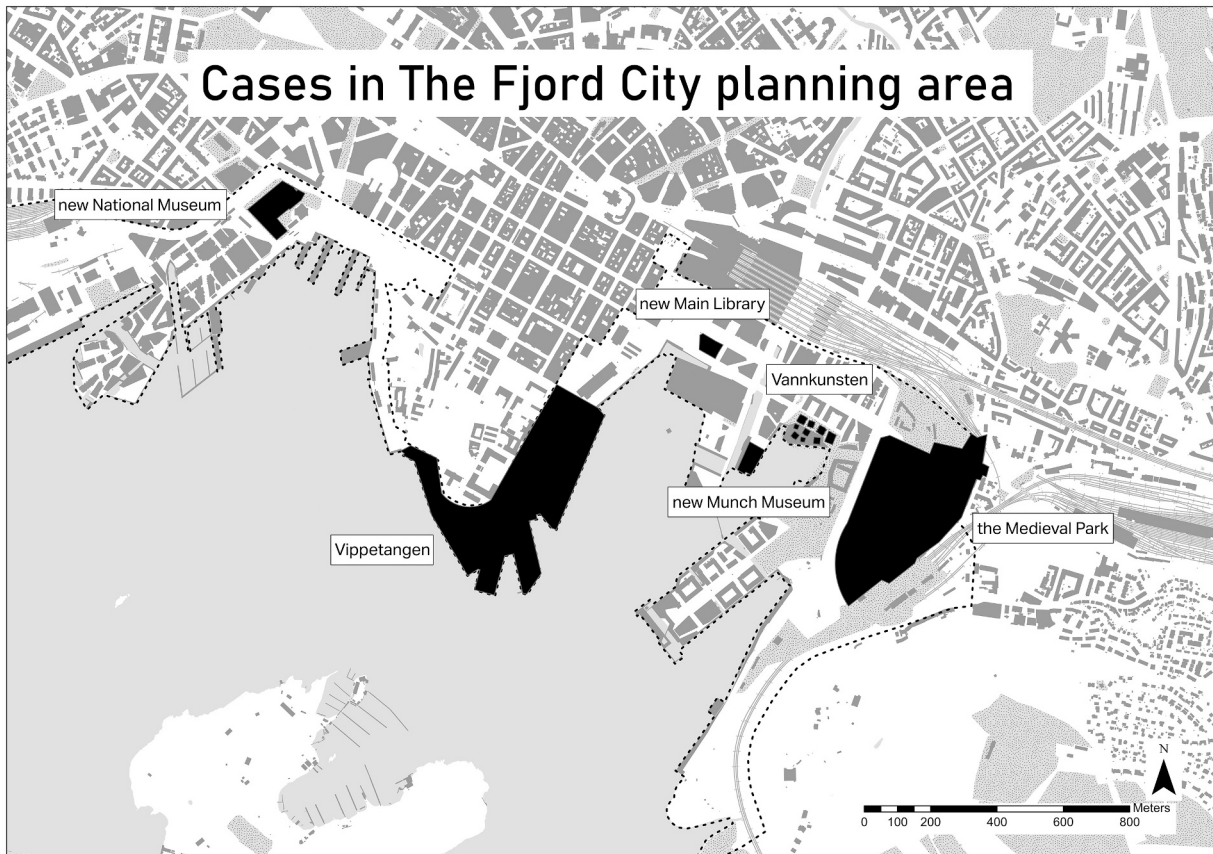 Cases in The Fjord City planning area
new National Museum
new Main Library
Vannkunsten
new Munch Museum
the Medieval Park
Vippetangen
N
Meters
0 100 200 400 600 800